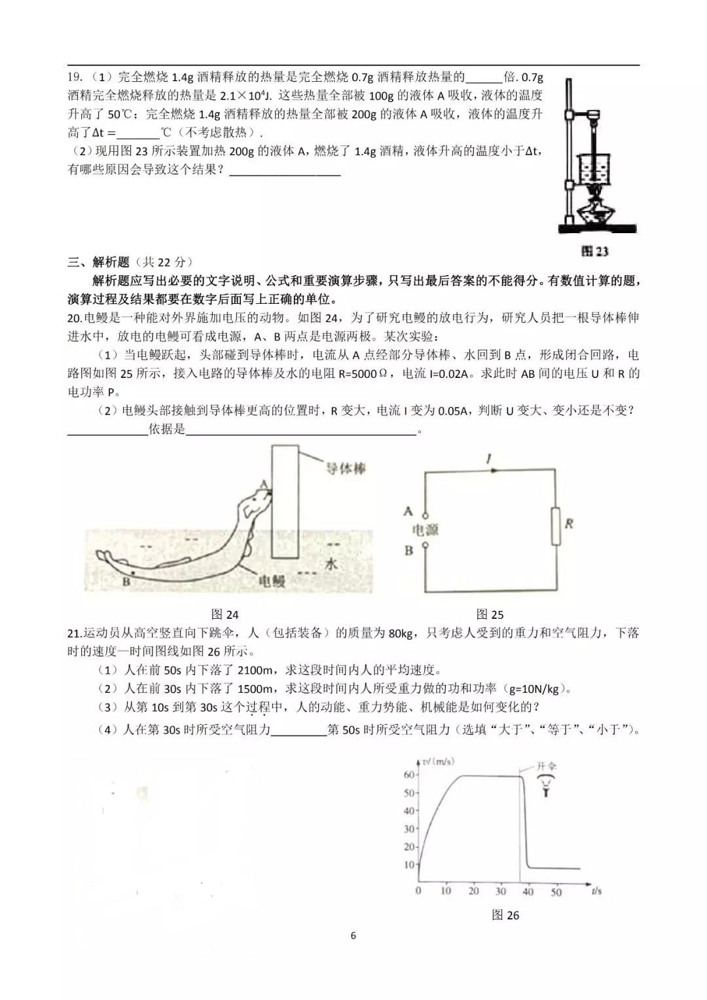 19.（1）完全燃烧 1.4g 酒精释放的热量是完全燃烧 0.7g 酒精释放热量的______倍. 0.7g
酒精完全燃烧释放的热量是 2.1×10⁴J. 这些热量全部被 100g 的液体 A 吸收，液体的温度
升高了 50℃；完全燃烧 1.4g 酒精释放的热量全部被 200g 的液体 A 吸收，液体的温度升
高了Δt =_______℃（不考虑散热）.
（2）现用图 23 所示装置加热 200g 的液体 A，燃烧了 1.4g 酒精，液体升高的温度小于Δt，
有哪些原因会导致这个结果？__________________
图 23
三、解析题（共 22 分）
解析题应写出必要的文字说明、公式和重要演算步骤，只写出最后答案的不能得分。有数值计算的题，
演算过程及结果都要在数字后面写上正确的单位。
20.电鳗是一种能对外界施加电压的动物。如图 24，为了研究电鳗的放电行为，研究人员把一根导体棒伸
进水中，放电的电鳗可看成电源，A、B 两点是电源两极。某次实验：
（1）当电鳗跃起，头部碰到导体棒时，电流从 A 点经部分导体棒、水回到 B 点，形成闭合回路，电
路图如图 25 所示，接入电路的导体棒及水的电阻 R=5000Ω，电流 I=0.02A。求此时 AB 间的电压 U 和 R 的
电功率 P。
（2）电鳗头部接触到导体棒更高的位置时，R 变大，电流 I 变为 0.05A，判断 U 变大、变小还是不变？
_____________依据是_____________________________________。
导体棒
A
B
电鳗
水
图 24
I
A
电源
B
R
图 25
21.运动员从高空竖直向下跳伞，人（包括装备）的质量为 80kg，只考虑人受到的重力和空气阻力，下落
时的速度—时间图线如图 26 所示。
（1）人在前 50s 内下落了 2100m，求这段时间内人的平均速度。
（2）人在前 30s 内下落了 1500m，求这段时间内人所受重力做的功和功率（g=10N/kg）。
（3）从第 10s 到第 30s 这个过程中，人的动能、重力势能、机械能是如何变化的？
（4）人在第 30s 时所受空气阻力_________第 50s 时所受空气阻力（选填“大于”、“等于”、“小于”）。
v/(m/s)
开伞
60
50
40
30
20
10
0 10 20 30 40 50 t/s
图 26
6